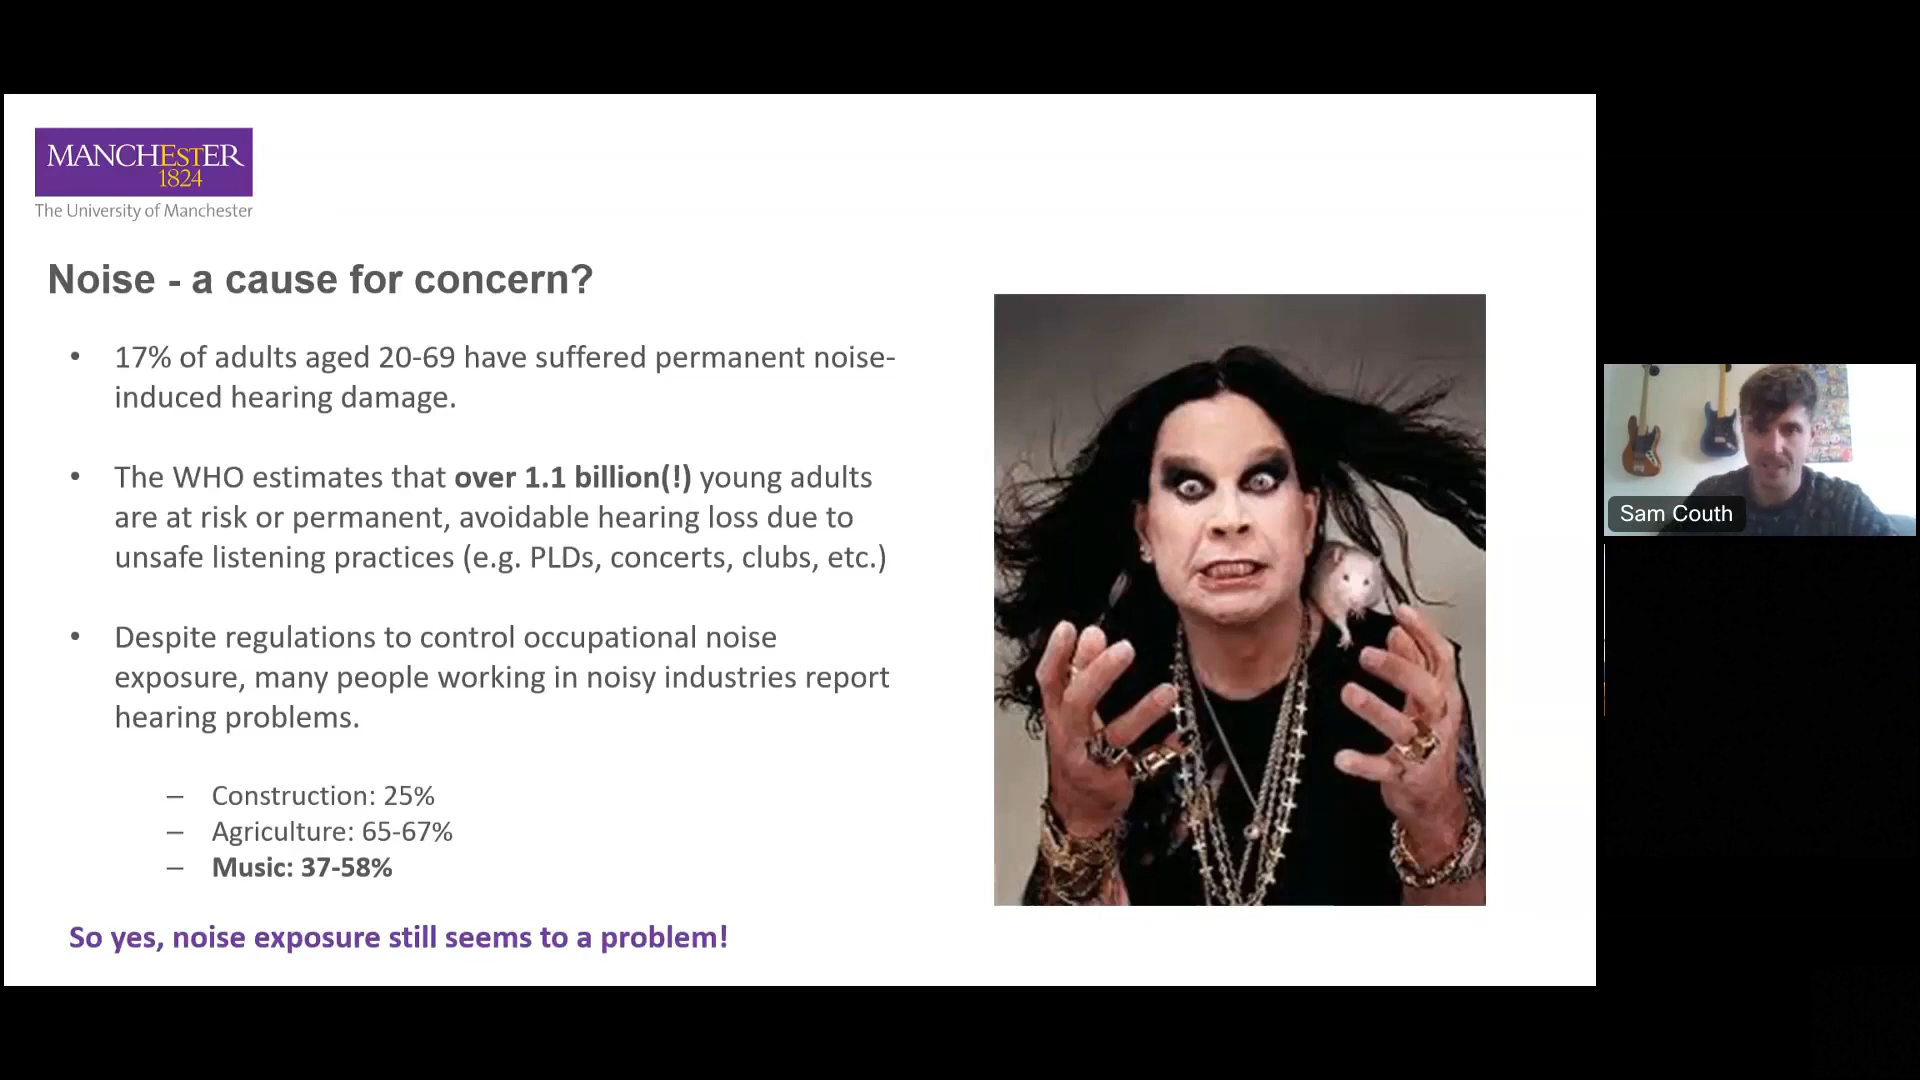 MANCHESTER
1824
The University of Manchester
Noise - a cause for concern?
• 17% of adults aged 20-69 have suffered permanent noise-
induced hearing damage.
• The WHO estimates that over 1.1 billion(!) young adults
are at risk or permanent, avoidable hearing loss due to
unsafe listening practices (e.g. PLDs, concerts, clubs, etc.)
• Despite regulations to control occupational noise
exposure, many people working in noisy industries report
hearing problems.
– Construction: 25%
– Agriculture: 65-67%
– Music: 37-58%
So yes, noise exposure still seems to a problem!
Sam Couth